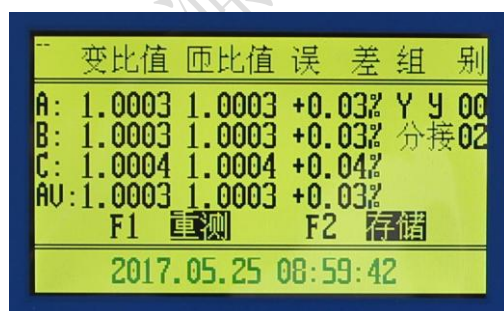 --
变比值 匝比值 误 差 组 别
A: 1.0003 1.0003 +0.03% Y y 00
B: 1.0003 1.0003 +0.03% 分接02
C: 1.0004 1.0004 +0.04%
AV:1.0003 1.0003 +0.03%
F1 重测 F2 存储
2017.05.25 08:59:42